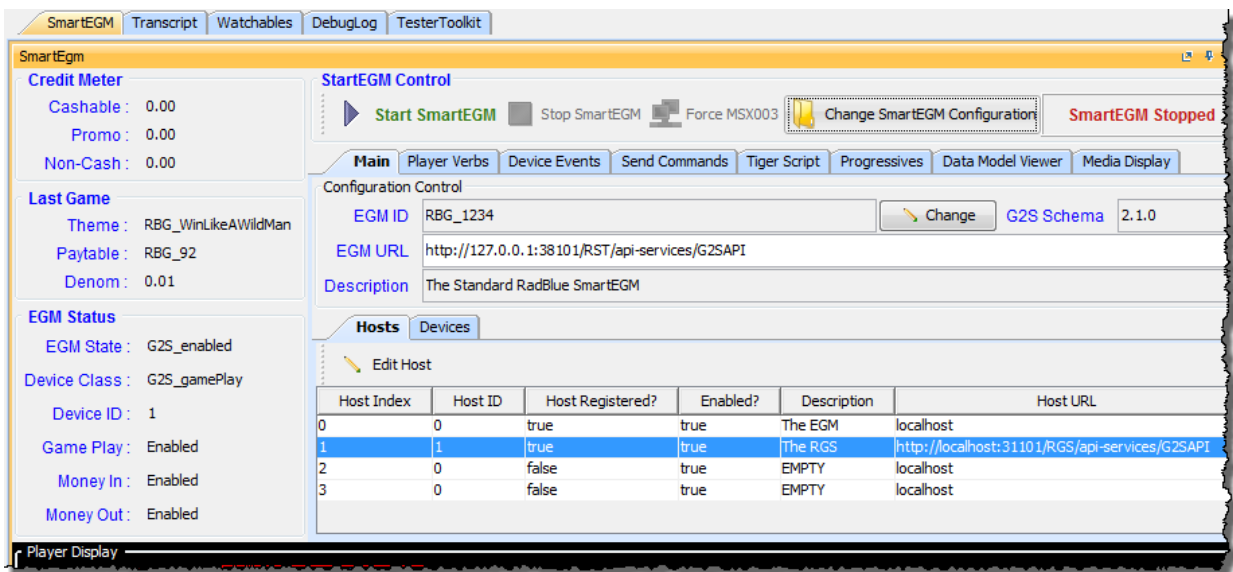 SmartEGM Transcript Watchables DebugLog TesterToolkit
SmartEgm
Credit Meter
Cashable : 0.00
Promo : 0.00
Non-Cash : 0.00
Last Game
Theme : RBG_WinLikeAWildMan
Paytable : RBG_92
Denom : 0.01
EGM Status
EGM State : G2S_enabled
Device Class : G2S_gamePlay
Device ID : 1
Game Play : Enabled
Money In : Enabled
Money Out : Enabled
StartEGM Control
Start SmartEGM Stop SmartEGM Force MSX003 Change SmartEGM Configuration SmartEGM Stopped
Main Player Verbs Device Events Send Commands Tiger Script Progressives Data Model Viewer Media Display
Configuration Control
EGM ID RBG_1234 Change G2S Schema 2.1.0
EGM URL http://127.0.0.1:38101/RST/api-services/G2SAPI
Description The Standard RadBlue SmartEGM
Hosts Devices
Edit Host
Host Index Host ID Host Registered? Enabled? Description Host URL
0 0 true true The EGM localhost
1 1 true true The RGS http://localhost:31101/RGS/api-services/G2SAPI
2 0 false true EMPTY localhost
3 0 false true EMPTY localhost
Player Display